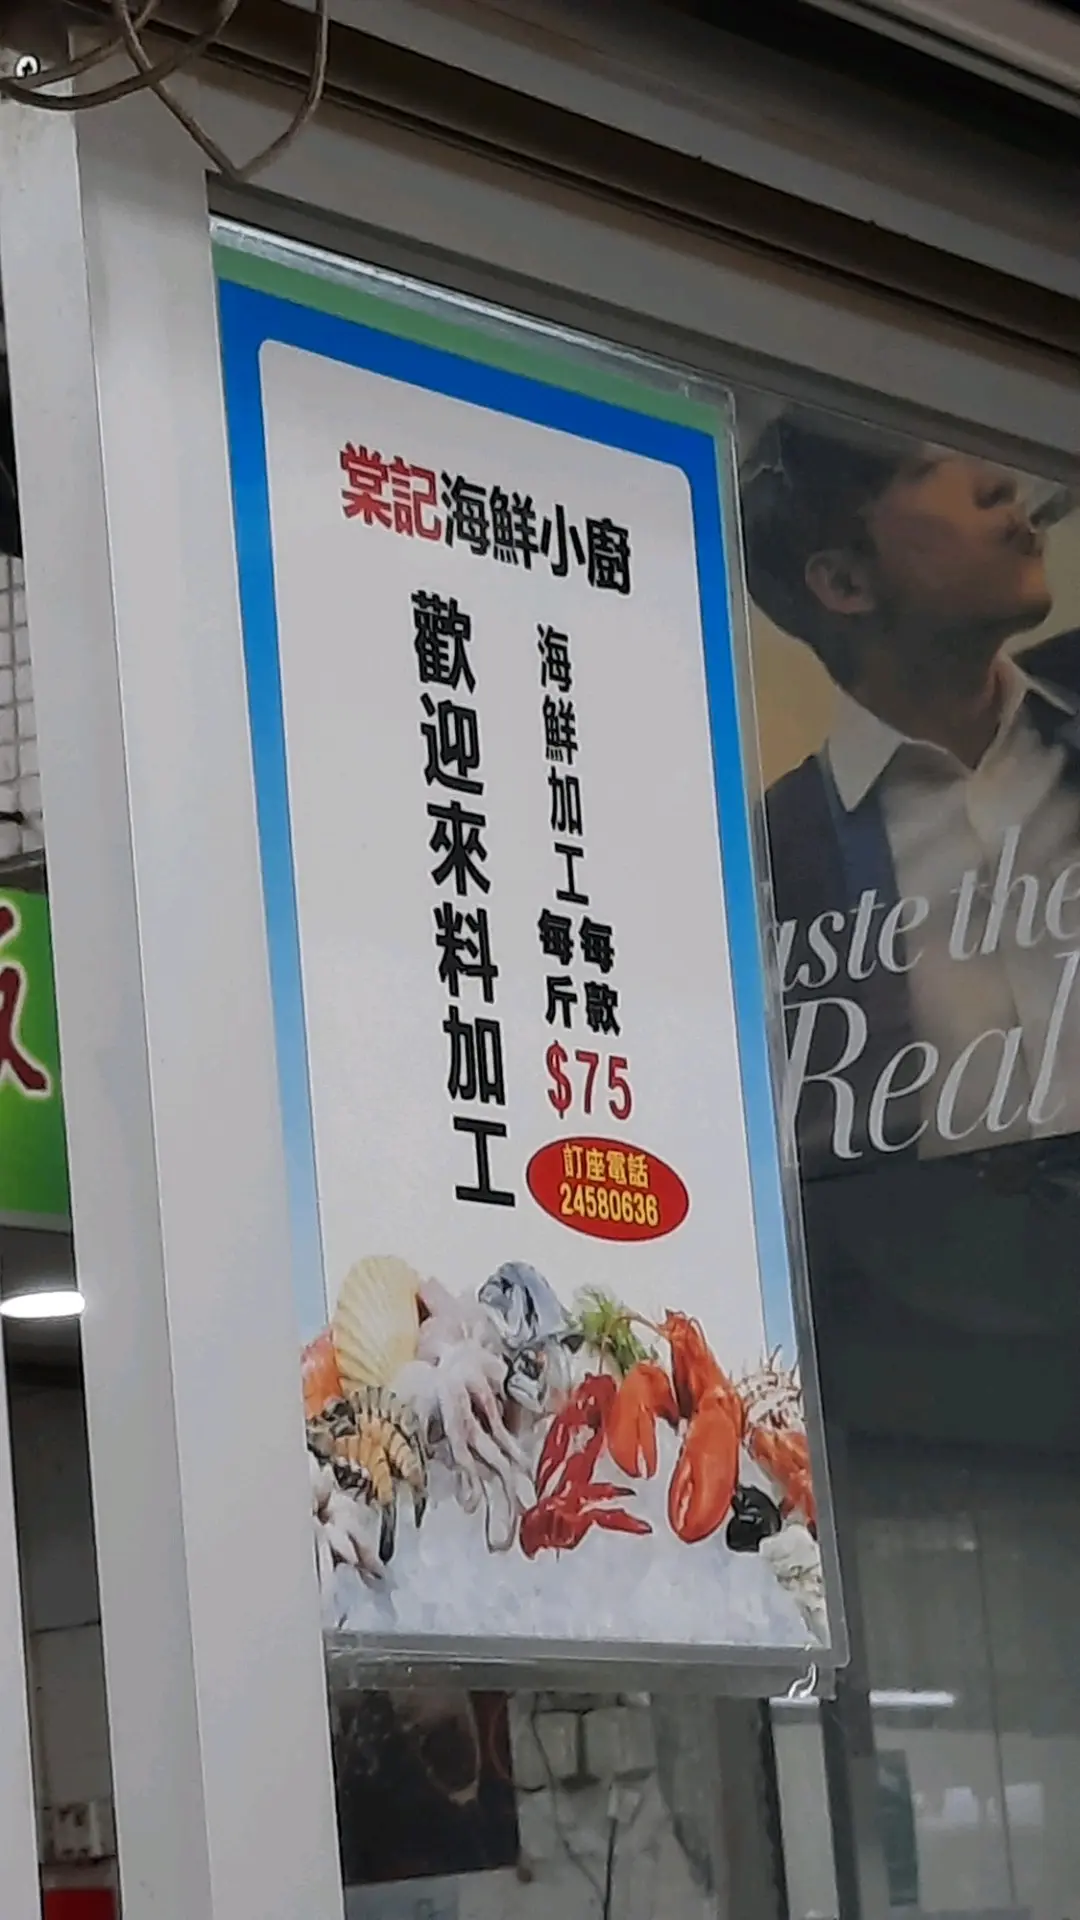 棠記海鮮小廚
海鮮加工
每款
每斤
$75
歡迎來料加工
訂座電話
24580636
aste the
Real